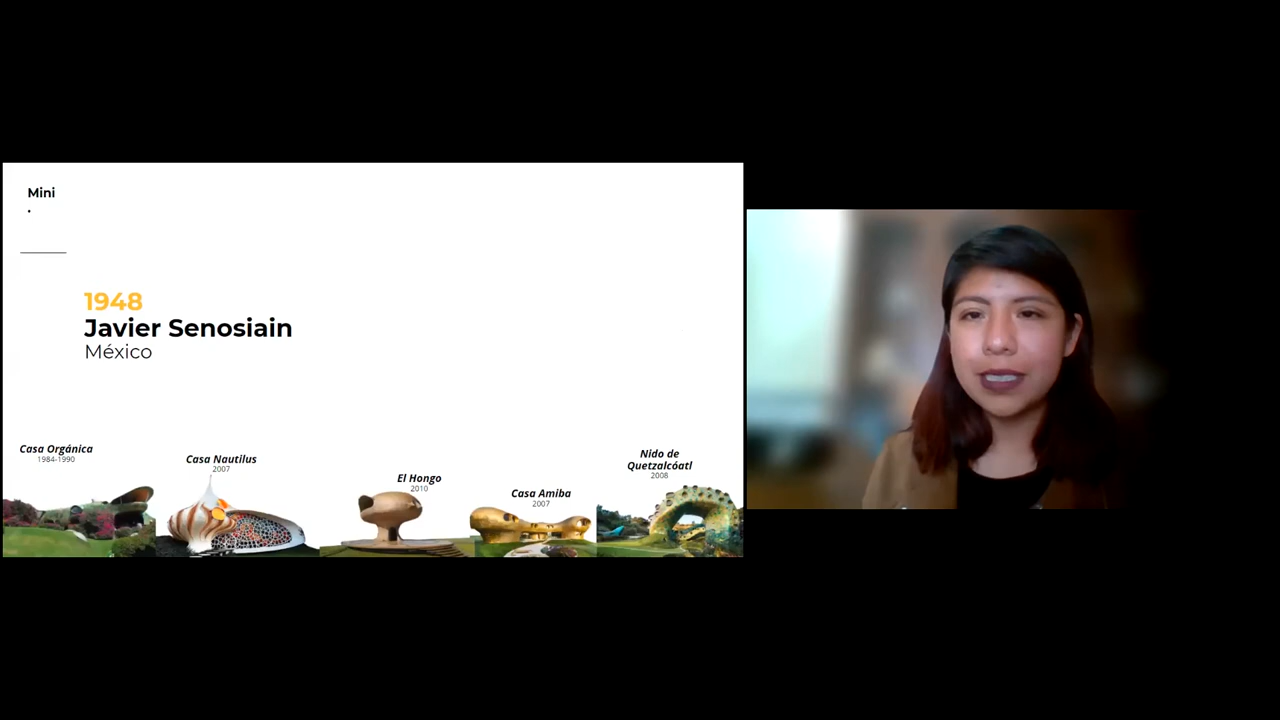 Mini
.
1948
Javier Senosiain
México
Casa Orgánica
1984-1990
Casa Nautilus
2007
El Hongo
2010
Casa Amiba
2007
Nido de
Quetzalcóatl
2008